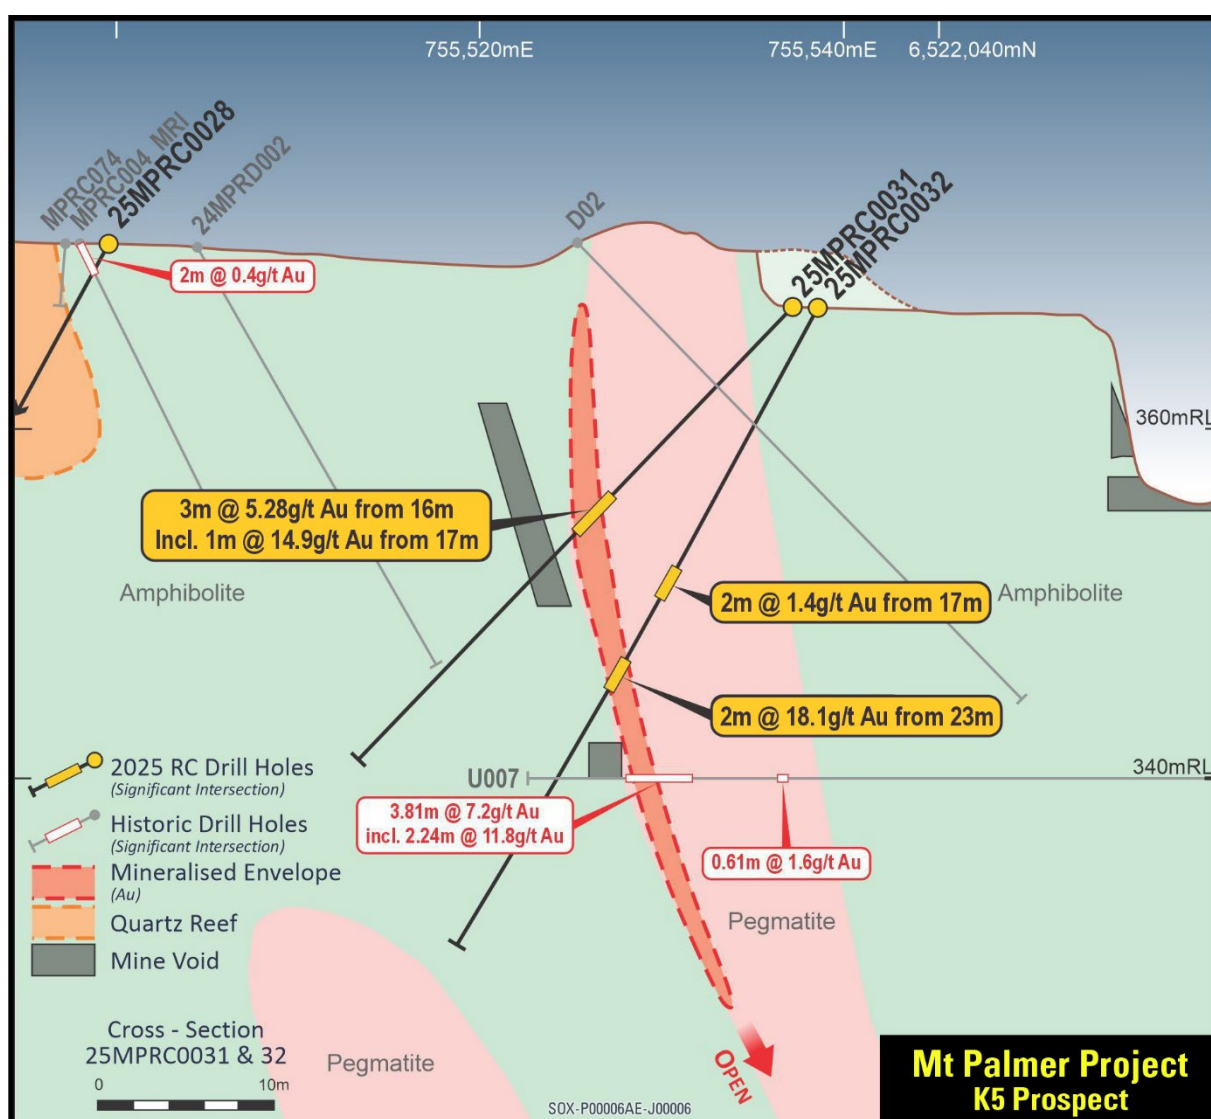 755,520mE
755,540mE
6,522,040mN
MPRC074
MPRC004_MRI
25MPRC0028
24MPRD002
D02
25MPRC0031
25MPRC0032
2m @ 0.4g/t Au
360mRL
3m @ 5.28g/t Au from 16m
Incl. 1m @ 14.9g/t Au from 17m
Amphibolite
2m @ 1.4g/t Au from 17m
Amphibolite
2m @ 18.1g/t Au from 23m
U007
340mRL
3.81m @ 7.2g/t Au
incl. 2.24m @ 11.8g/t Au
0.61m @ 1.6g/t Au
2025 RC Drill Holes
(Significant Intersection)
Historic Drill Holes
(Significant Intersection)
Mineralised Envelope
(Au)
Quartz Reef
Mine Void
Pegmatite
Cross - Section
25MPRC0031 & 32
0 10m
Pegmatite
OPEN
SOX-P00006AE-J00006
Mt Palmer Project
K5 Prospect